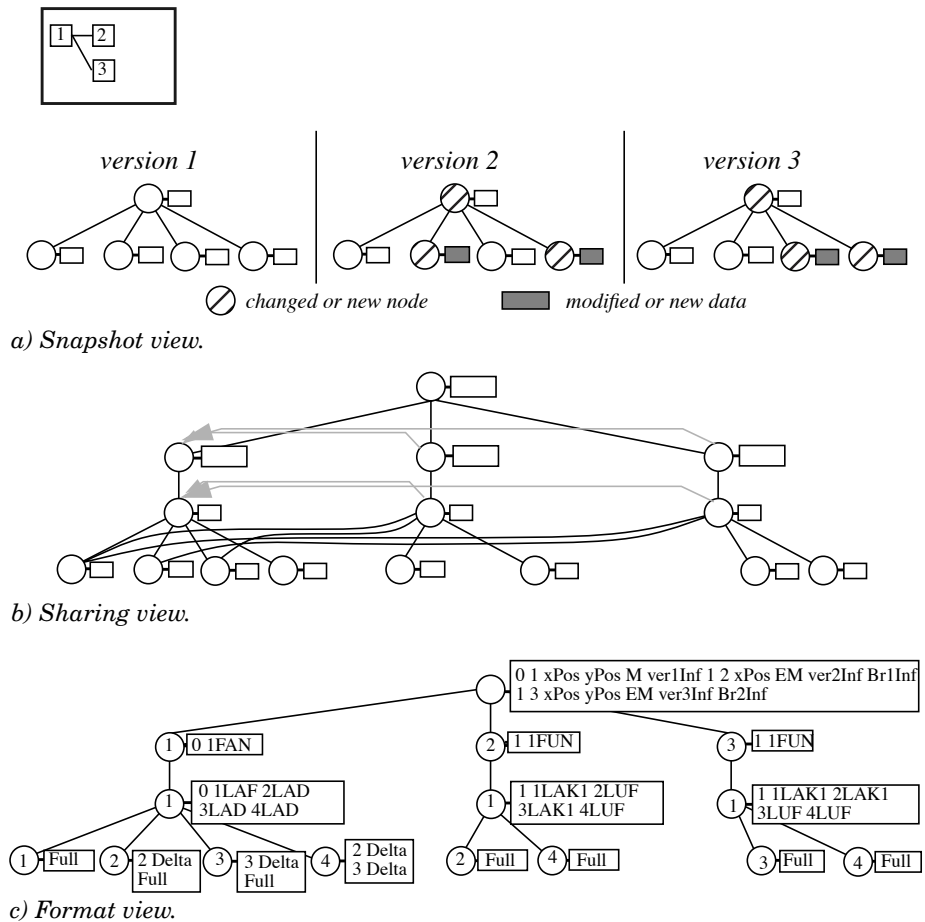 1 2
3
version 1 version 2 version 3
changed or new node modified or new data
a) Snapshot view.
b) Sharing view.
0 1 xPos yPos M ver1Inf 1 2 xPos EM ver2Inf Br1Inf
1 3 xPos yPos EM ver3Inf Br2Inf
1 0 1FAN 2 1 1FUN 3 1 1FUN
1 0 1LAF 2LAD
3LAD 4LAD
1 1 1LAK1 2LUF
3LAK1 4LUF
1 1 1LAK1 2LAK1
3LUF 4LUF
1 Full
2 2 Delta
Full
3 3 Delta
Full
4 2 Delta
3 Delta
2 Full 4 Full
3 Full 4 Full
c) Format view.